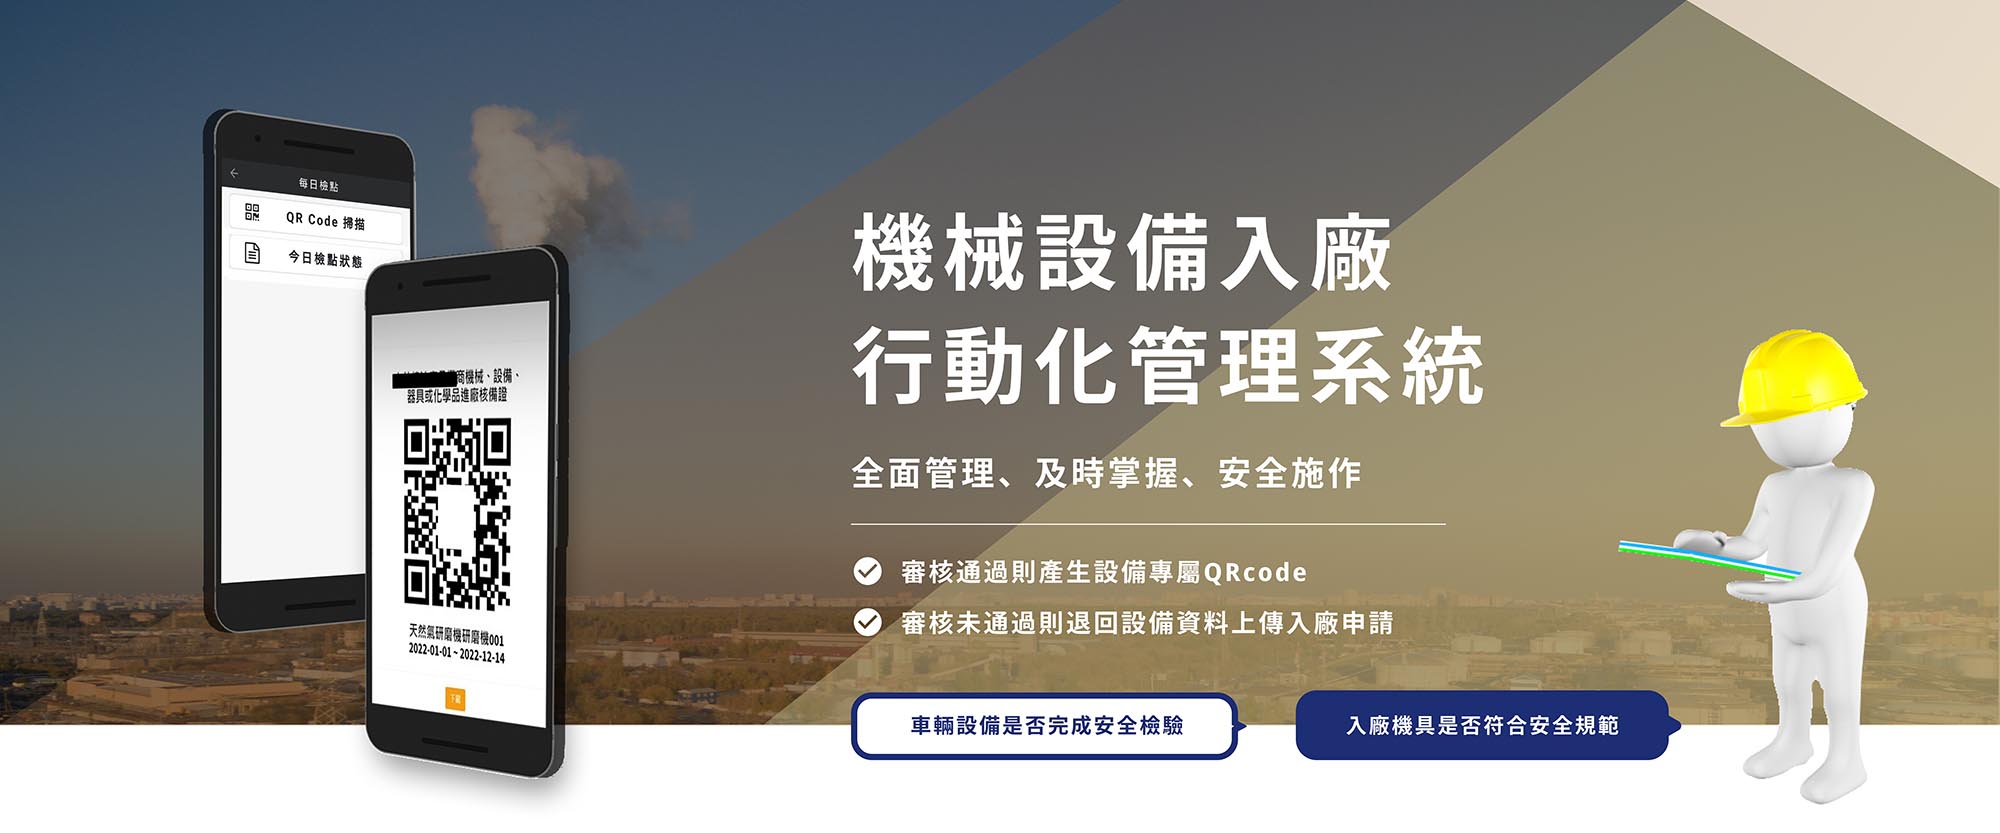 每日檢點
QR Code 掃描
今日檢點狀態
商機械、設備、
器具或化學品進廠核備證
天然氣研磨機研磨機001
2022-01-01 ~ 2022-12-14
下載
機械設備入廠
行動化管理系統
全面管理、及時掌握、安全施作
審核通過則產生設備專屬QRcode
審核未通過則退回設備資料上傳入廠申請
車輛設備是否完成安全檢驗
入廠機具是否符合安全規範